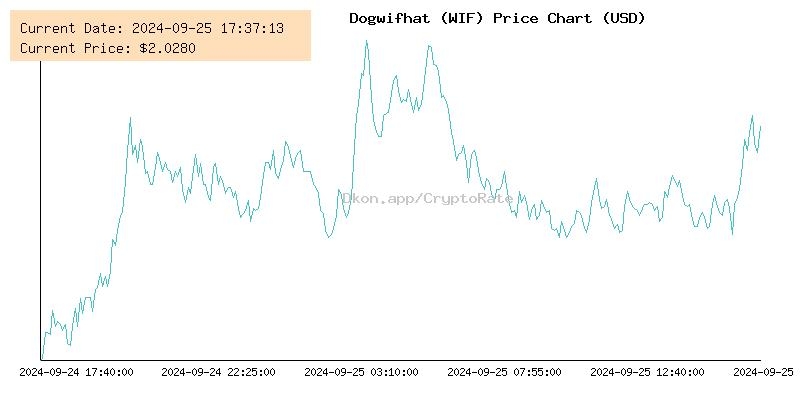 Dogwifhat (WIF) Price Chart (USD)
Current Date: 2024-09-25 17:37:13
Current Price: $2.0280
Dkon.app/CryptoRate
2024-09-24 17:40:00 2024-09-24 22:25:00 2024-09-25 03:10:00 2024-09-25 07:55:00 2024-09-25 12:40:00 2024-09-25